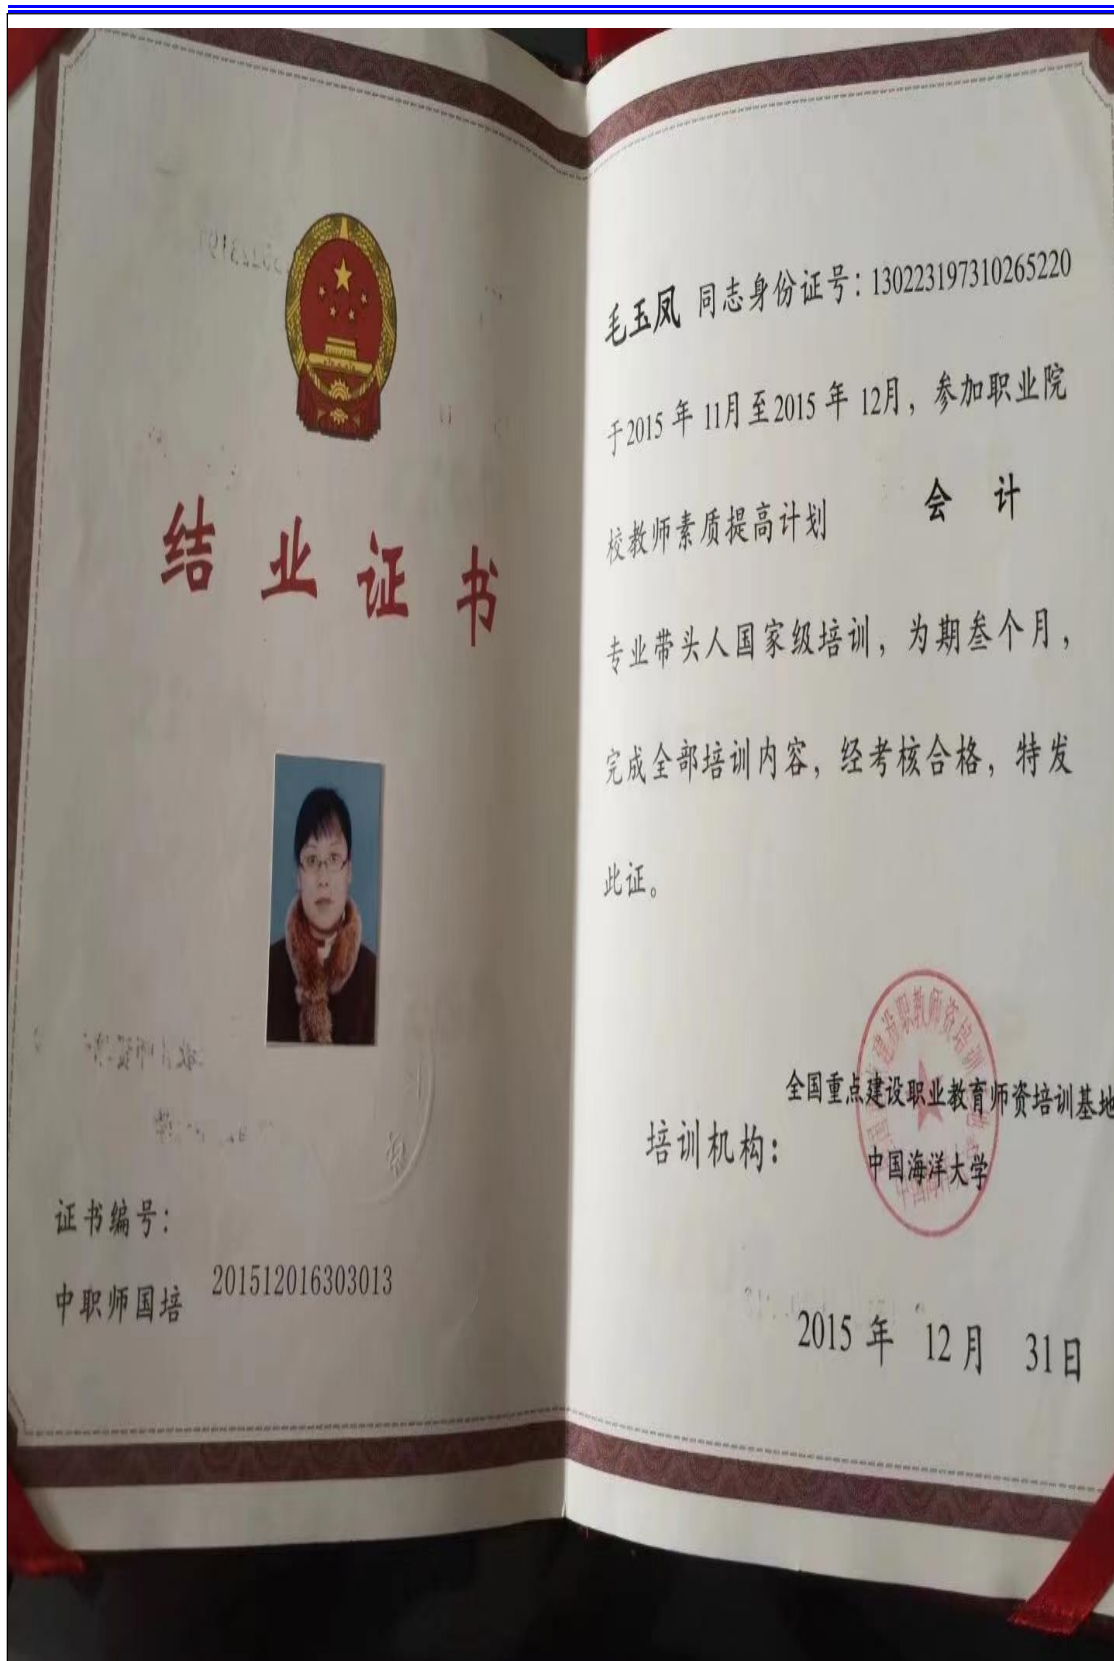 结业证书
证书编号：
中职师国培 201512016303013
毛玉凤 同志身份证号：130223197310265220
于2015 年 11月至2015 年 12月，参加职业院
校教师素质提高计划 会 计
专业带头人国家级培训，为期叁个月，
完成全部培训内容，经考核合格，特发
此证。
全国重点建设职业教育师资培训基地
培训机构：
中国海洋大学
2015 年 12 月 31日